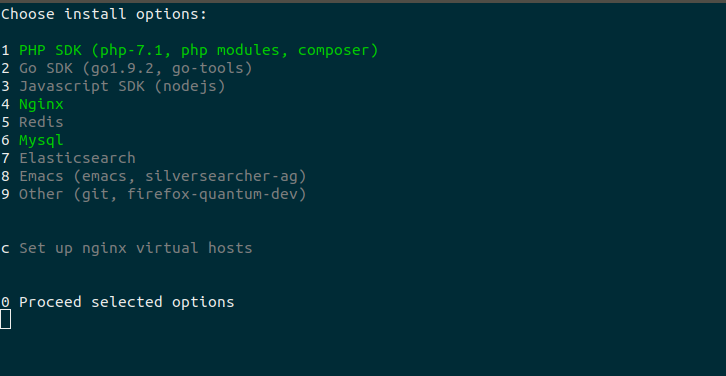 Choose install options:
1 PHP SDK (php-7.1, php modules, composer)
2 Go SDK (go1.9.2, go-tools)
3 Javascript SDK (nodejs)
4 Nginx
5 Redis
6 Mysql
7 Elasticsearch
8 Emacs (emacs, silversearcher-ag)
9 Other (git, firefox-quantum-dev)
c Set up nginx virtual hosts
0 Proceed selected options